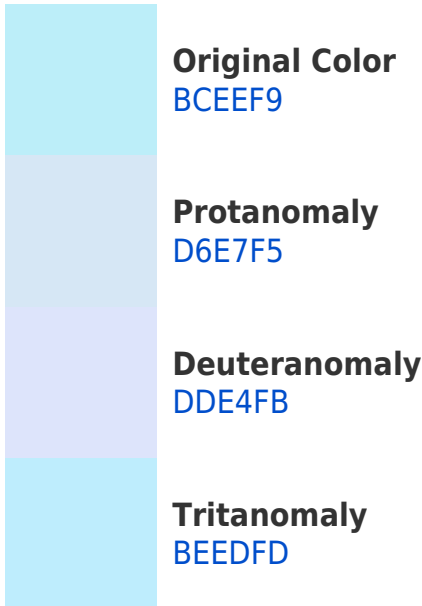 Original Color
BCEEF9
Protanomaly
D6E7F5
Deuteranomaly
DDE4FB
Tritanomaly
BEEDFD